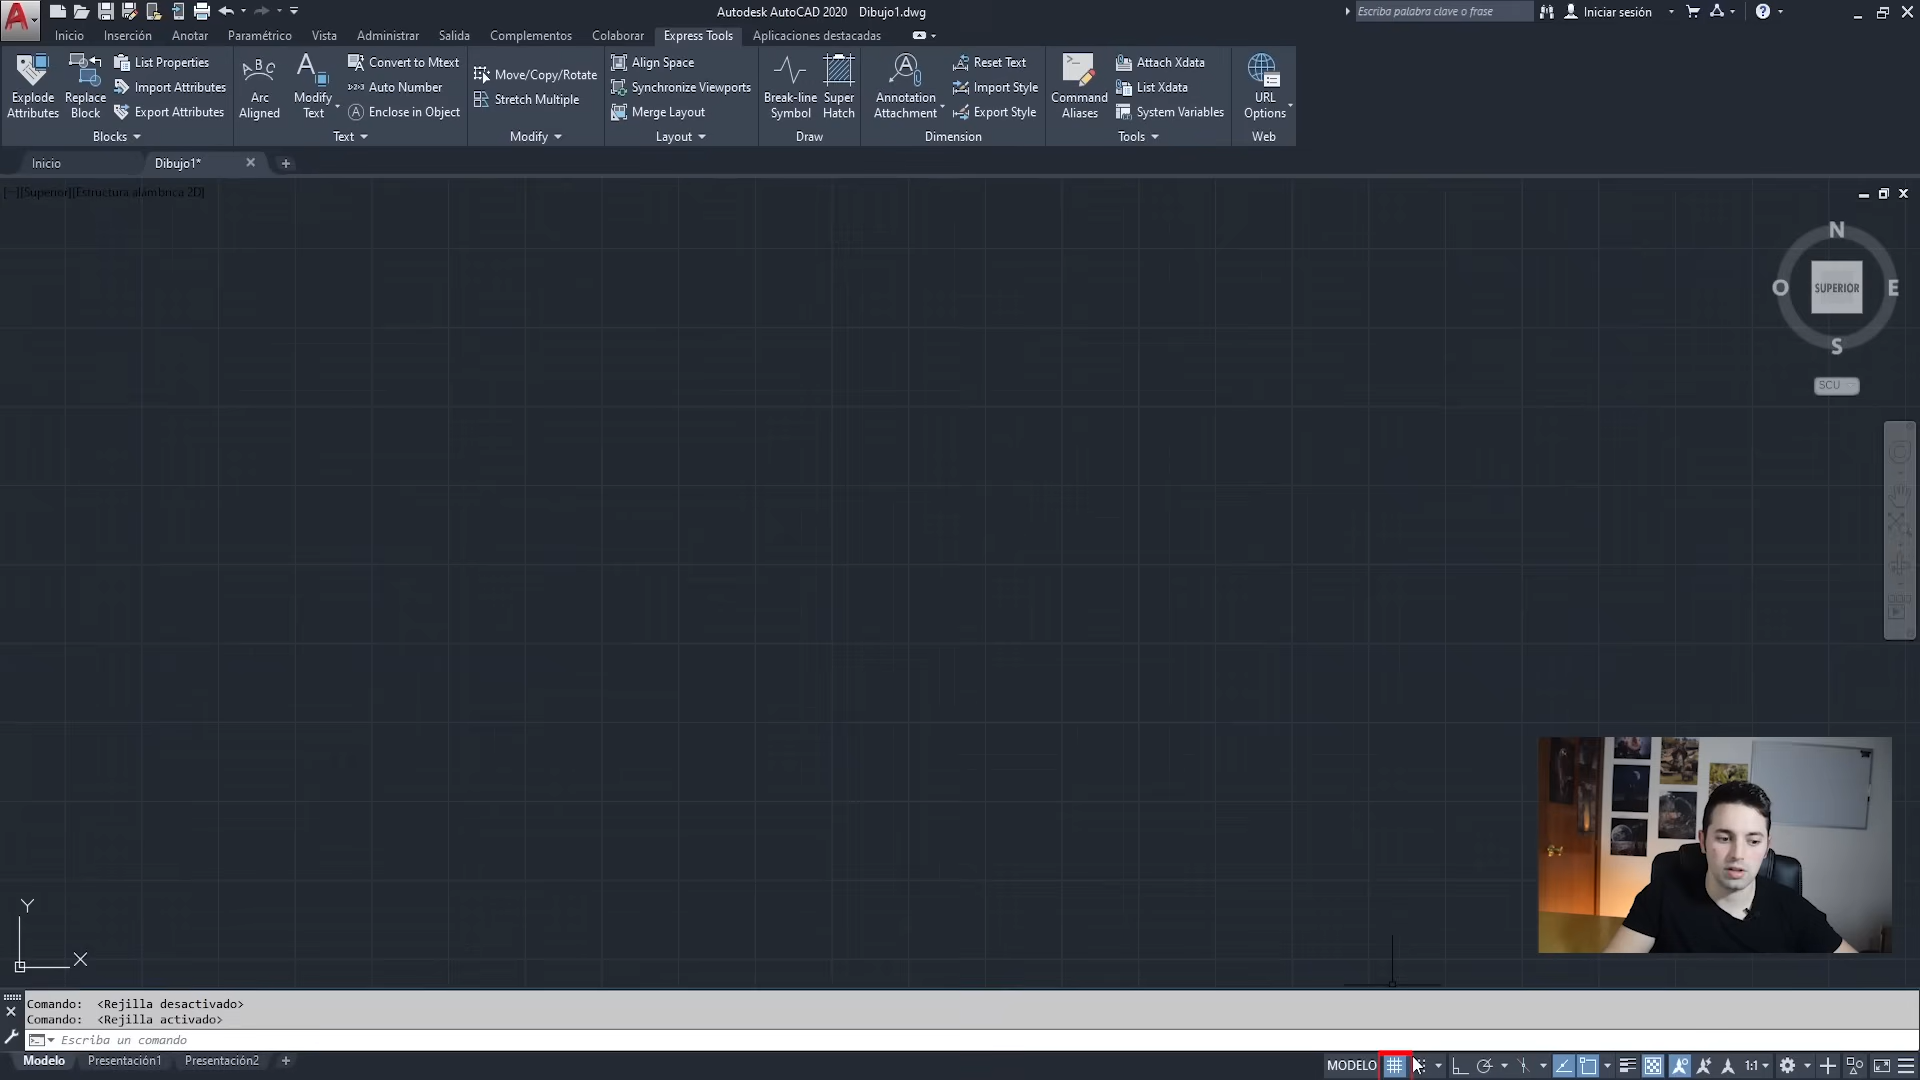 Autodesk AutoCAD 2020 Dibujo1.dwg
Escriba palabra clave o frase
Iniciar sesión
Inicio Inserción Anotar Paramétrico Vista Administrar Salida Complementos Colaborar Express Tools Aplicaciones destacadas
Explode Attributes
Replace Block
List Properties
Import Attributes
Export Attributes
Blocks
Arc Aligned
Modify Text
Convert to Mtext
Auto Number
Enclose in Object
Text
Move/Copy/Rotate
Stretch Multiple
Modify
Align Space
Synchronize Viewports
Merge Layout
Layout
Break-line Symbol
Super Hatch
Draw
Annotation Attachment
Reset Text
Import Style
Export Style
Dimension
Command Aliases
Attach Xdata
List Xdata
System Variables
Tools
URL Options
Web
Inicio
Dibujo1*
[−][Superior][Estructura alámbrica 2D]
N
O SUPERIOR E
S
SCU
Y
X
Comando: <Rejilla desactivado>
Comando: <Rejilla activado>
Escriba un comando
Modelo Presentación1 Presentación2
MODELO
1:1